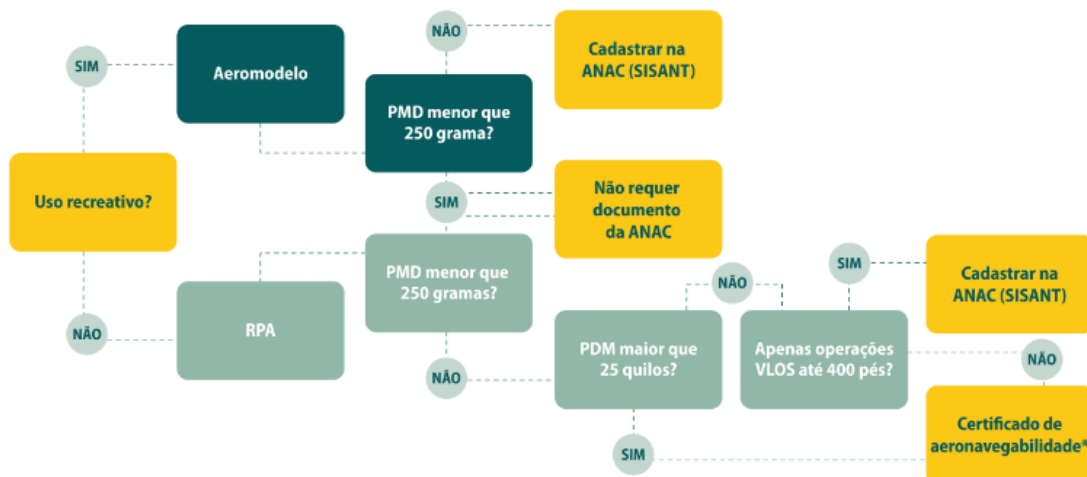 NÃO
SIM
Aeromodelo
Cadastrar na
ANAC (SISANT)
PMD menor que
250 grama?
Uso recreativo?
SIM
Não requer
documento
da ANAC
PMD menor que
250 gramas?
SIM
NÃO
Cadastrar na
ANAC (SISANT)
NÃO
RPA
NÃO
PDM maior que
25 quilos?
Apenas operações
VLOS até 400 pés?
NÃO
SIM
Certificado de
aeronavegabilidade*